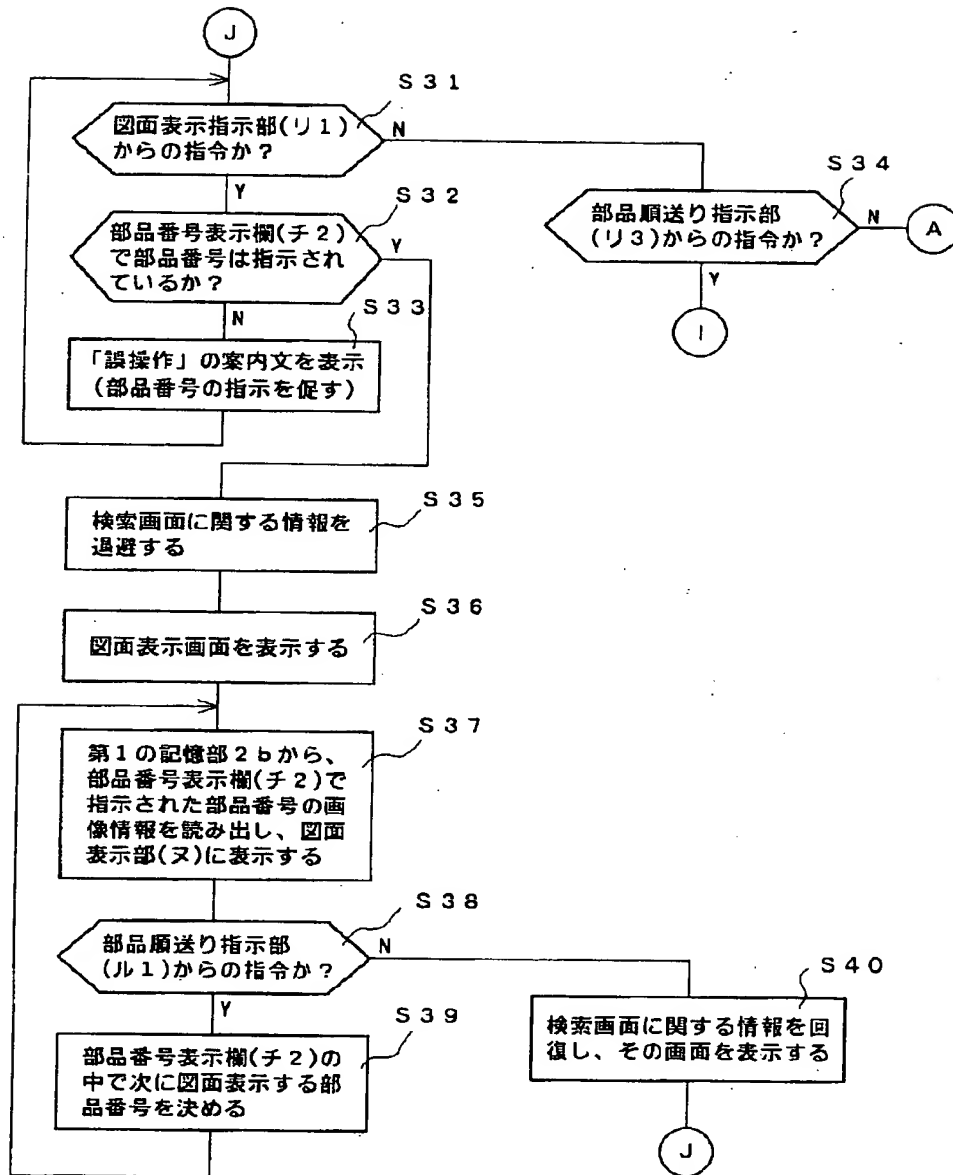 J
S31
図面表示指示部(リ1)
からの指令か?
N
Y
S32
部品番号表示欄(チ2)
で部品番号は指示され
ているか?
Y
N
S33
「誤操作」の案内文を表示
(部品番号の指示を促す)
S34
部品順送り指示部
(リ3)からの指令か?
N
A
Y
I
S35
検索画面に関する情報を
退避する
S36
図面表示画面を表示する
S37
第1の記憶部2bから、
部品番号表示欄(チ2)で
指示された部品番号の画
像情報を読み出し、図面
表示部(ヌ)に表示する
S38
部品順送り指示部
(ル1)からの指令か?
N
Y
S39
部品番号表示欄(チ2)の
中で次に図面表示する部
品番号を決める
S40
検索画面に関する情報を回
復し、その画面を表示する
J